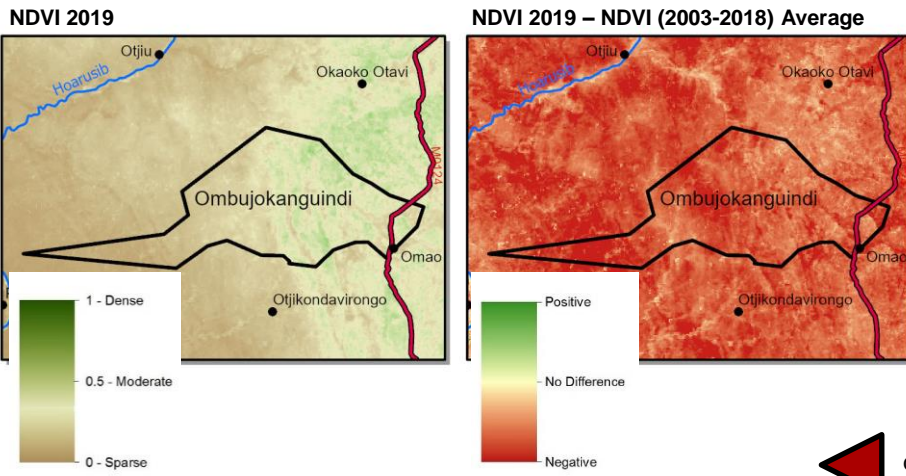 NDVI 2019
Otjiu
Hoarusib
Okaoko Otavi
Ombujokanguindi
Omao
Otjikondavirongo
1 - Dense
0.5 - Moderate
0 - Sparse
NDVI 2019 – NDVI (2003-2018) Average
Otjiu
Hoarusib
Okaoko Otavi
Ombujokanguindi
Omao
Otjikondavirongo
Positive
No Difference
Negative